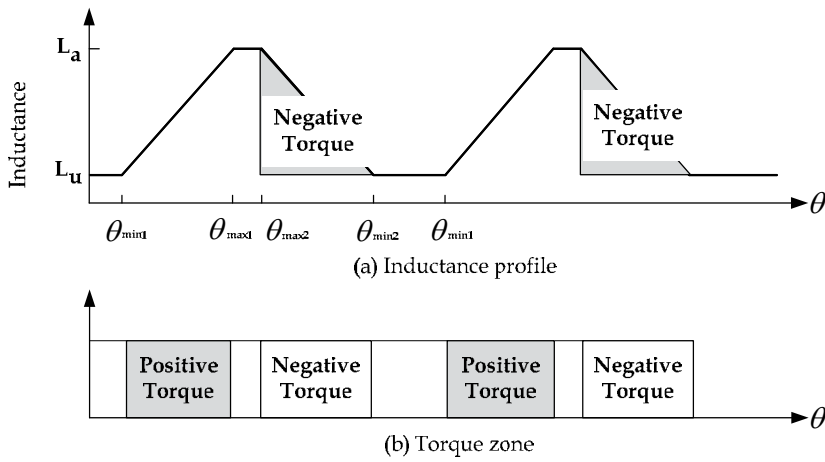 Inductance
La
Lu
Negative
Torque
Negative
Torque
θ
θmin1
θmax1
θmax2
θmin2
θmin1
(a) Inductance profile
Positive
Torque
Negative
Torque
Positive
Torque
Negative
Torque
θ
(b) Torque zone